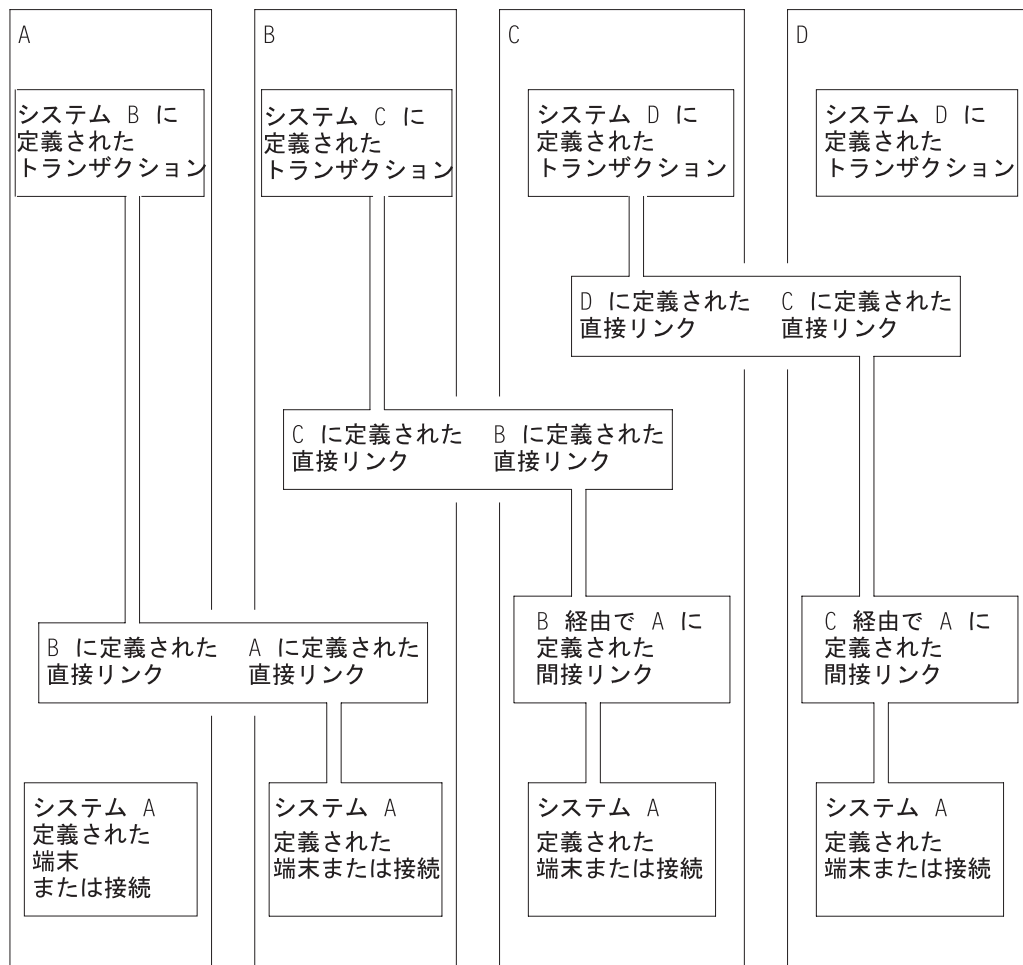 A
B
C
D
システム B に
定義された
トランザクション
システム C に
定義された
トランザクション
システム D に
定義された
トランザクション
システム D に
定義された
トランザクション
D に定義された
直接リンク
C に定義された
直接リンク
C に定義された
直接リンク
B に定義された
直接リンク
B に定義された
直接リンク
A に定義された
直接リンク
B 経由で A に
定義された
間接リンク
C 経由で A に
定義された
間接リンク
システム A
定義された
端末
または接続
システム A
定義された
端末または接続
システム A
定義された
端末または接続
システム A
定義された
端末または接続